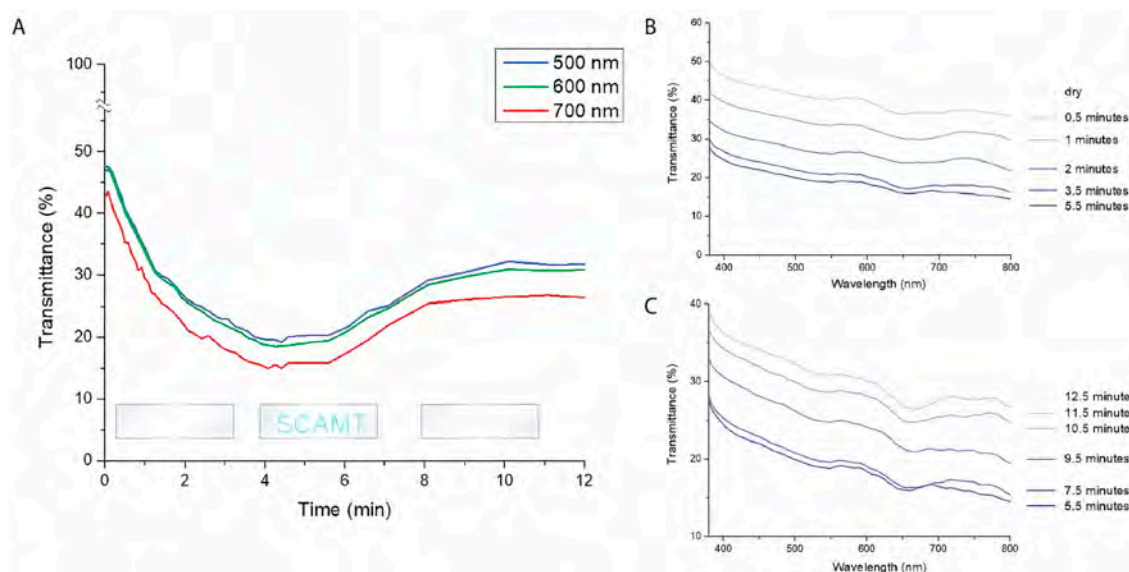 A
100
50
40
30
20
10
0
Transmittance (%)
500 nm
600 nm
700 nm
SCAMT
0 2 4 6 8 10 12
Time (min)
B
60
50
40
30
20
10
0
Transmittance (%)
dry
0,5 minutes
1 minutes
2 minutes
3.5 minutes
5.5 minutes
400 500 600 700 800
Wavelength (nm)
C
40
30
20
10
Transmittance (%)
12.5 minute
11.5 minute
10.5 minute
9.5 minutes
7.5 minutes
5.5 minutes
400 500 600 700 800
Wavelength (nm)